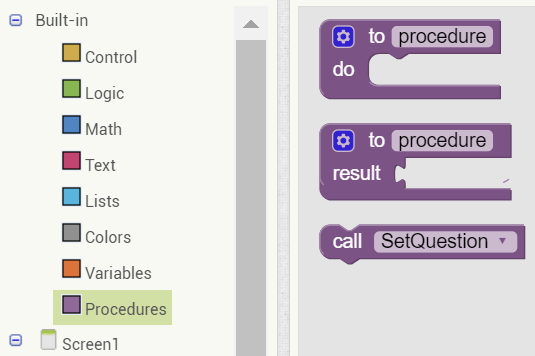 Built-in
Control
Logic
Math
Text
Lists
Colors
Variables
Procedures
Screen1
to procedure
do
to procedure
result
call SetQuestion